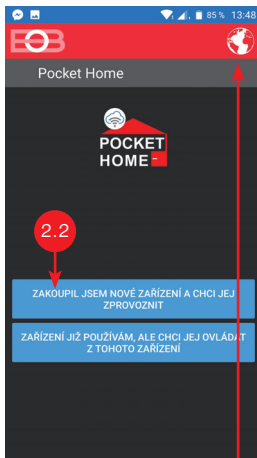 85 % 13:48
EOB
Pocket Home
POCKET
HOME
2.2
ZAKOUPIL JSEM NOVÉ ZAŘÍZENÍ A CHCI JEJ
ZPROVOZNIT
ZAŘÍZENÍ JIŽ POUŽÍVÁM, ALE CHCI JEJ OVLÁDAT
Z TOHOTO ZAŘÍZENÍ